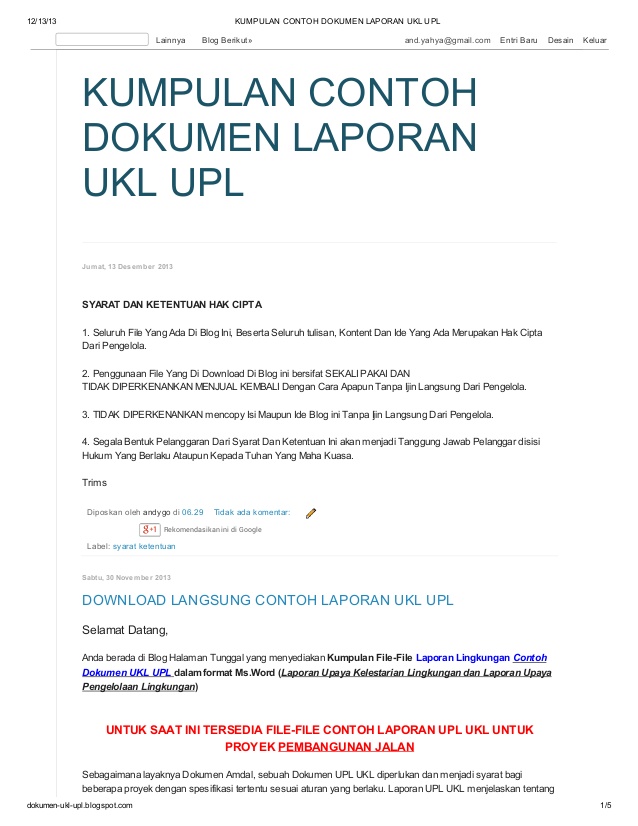 12/13/13 KUMPULAN CONTOH DOKUMEN LAPORAN UKL UPL
Lainnya Blog Berikut» and.yahya@gmail.com Entri Baru Desain Keluar
KUMPULAN CONTOH
DOKUMEN LAPORAN
UKL UPL
Jumat, 13 Desember 2013
SYARAT DAN KETENTUAN HAK CIPTA
1. Seluruh File Yang Ada Di Blog Ini, Beserta Seluruh tulisan, Kontent Dan Ide Yang Ada Merupakan Hak Cipta
Dari Pengelola.
2. Penggunaan File Yang Di Download Di Blog ini bersifat SEKALI PAKAI DAN
TIDAK DIPERKENANKAN MENJUAL KEMBALI Dengan Cara Apapun Tanpa Ijin Langsung Dari Pengelola.
3. TIDAK DIPERKENANKAN mencopy Isi Maupun Ide Blog ini Tanpa Ijin Langsung Dari Pengelola.
4. Segala Bentuk Pelanggaran Dari Syarat Dan Ketentuan Ini akan menjadi Tanggung Jawab Pelanggar disisi
Hukum Yang Berlaku Ataupun Kepada Tuhan Yang Maha Kuasa.
Trims
Diposkan oleh andygo di 06.29 Tidak ada komentar:
g+1 Rekomendasikan ini di Google
Label: syarat ketentuan
Sabtu, 30 November 2013
DOWNLOAD LANGSUNG CONTOH LAPORAN UKL UPL
Selamat Datang,
Anda berada di Blog Halaman Tunggal yang menyediakan Kumpulan File-File Laporan Lingkungan Contoh
Dokumen UKL UPL dalam format Ms.Word (Laporan Upaya Kelestarian Lingkungan dan Laporan Upaya
Pengelolaan Lingkungan)
UNTUK SAAT INI TERSEDIA FILE-FILE CONTOH LAPORAN UPL UKL UNTUK
PROYEK PEMBANGUNAN JALAN
Sebagaimana layaknya Dokumen Amdal, sebuah Dokumen UPL UKL diperlukan dan menjadi syarat bagi
beberapa proyek dengan spesifikasi tertentu sesuai aturan yang berlaku. Laporan UPL UKL menjelaskan tentang
dokumen-ukl-upl.blogspot.com 1/5